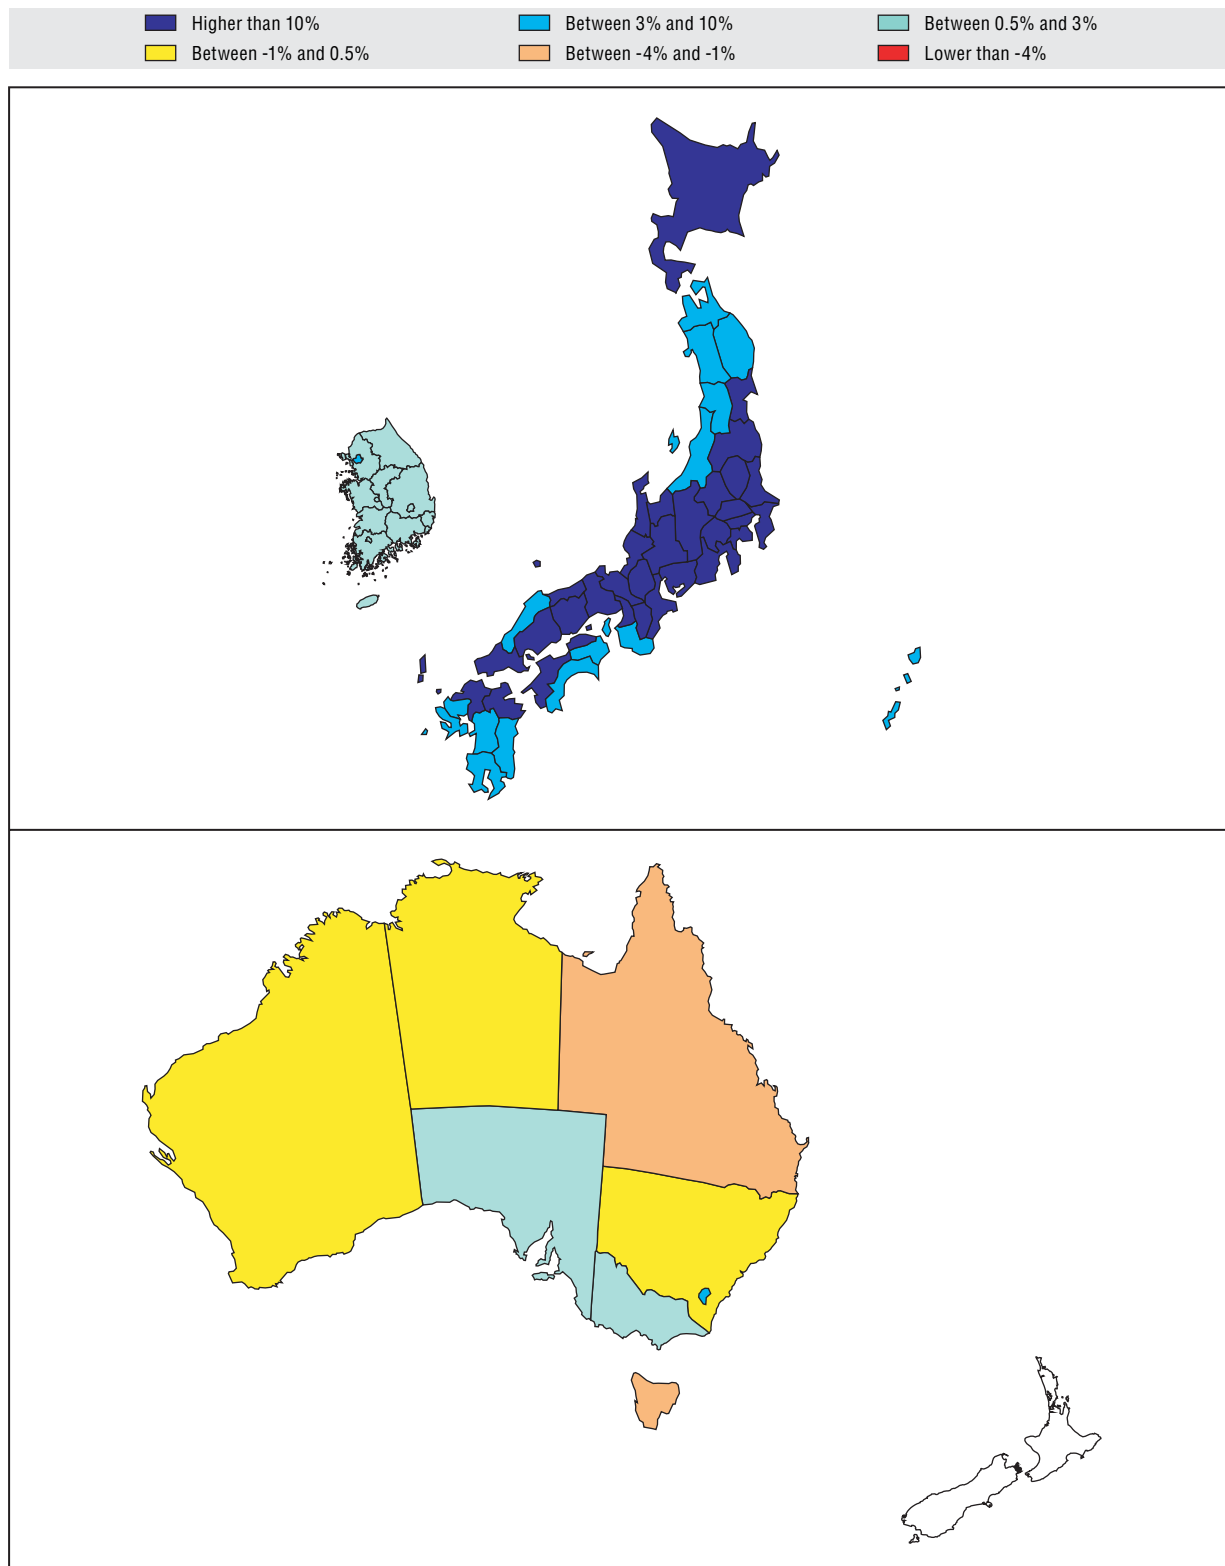 Higher than 10%
Between 3% and 10%
Between 0.5% and 3%
Between -1% and 0.5%
Between -4% and -1%
Lower than -4%